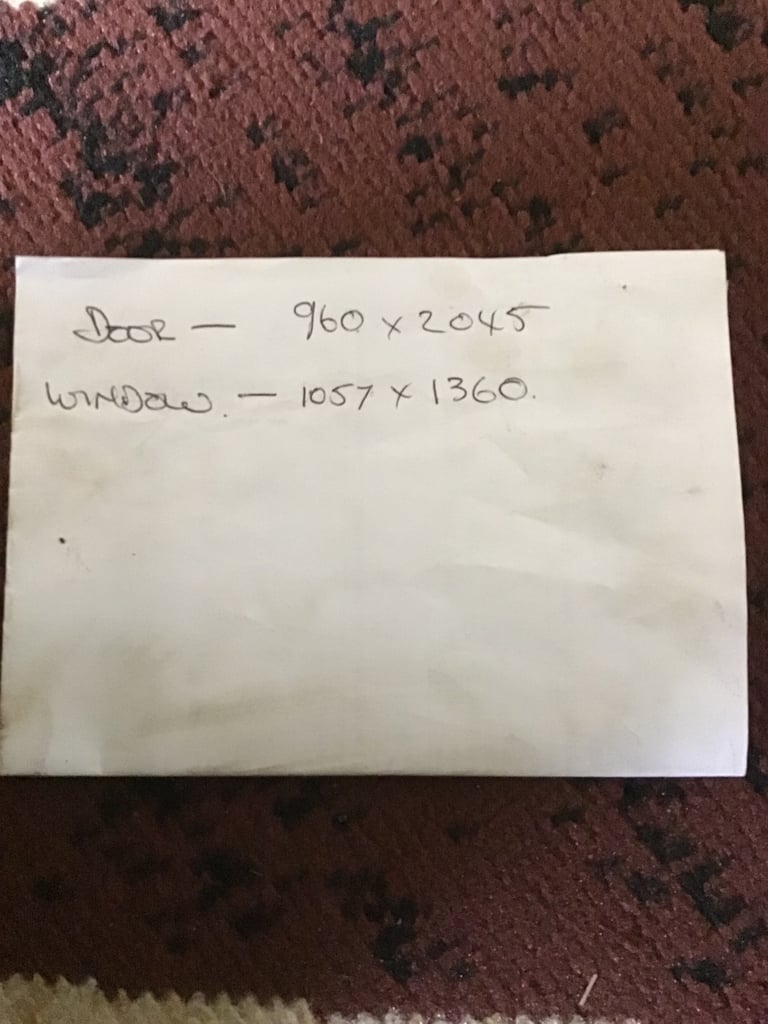 DOOR — 960 x 2045
WINDOW. — 1057 x 1360.